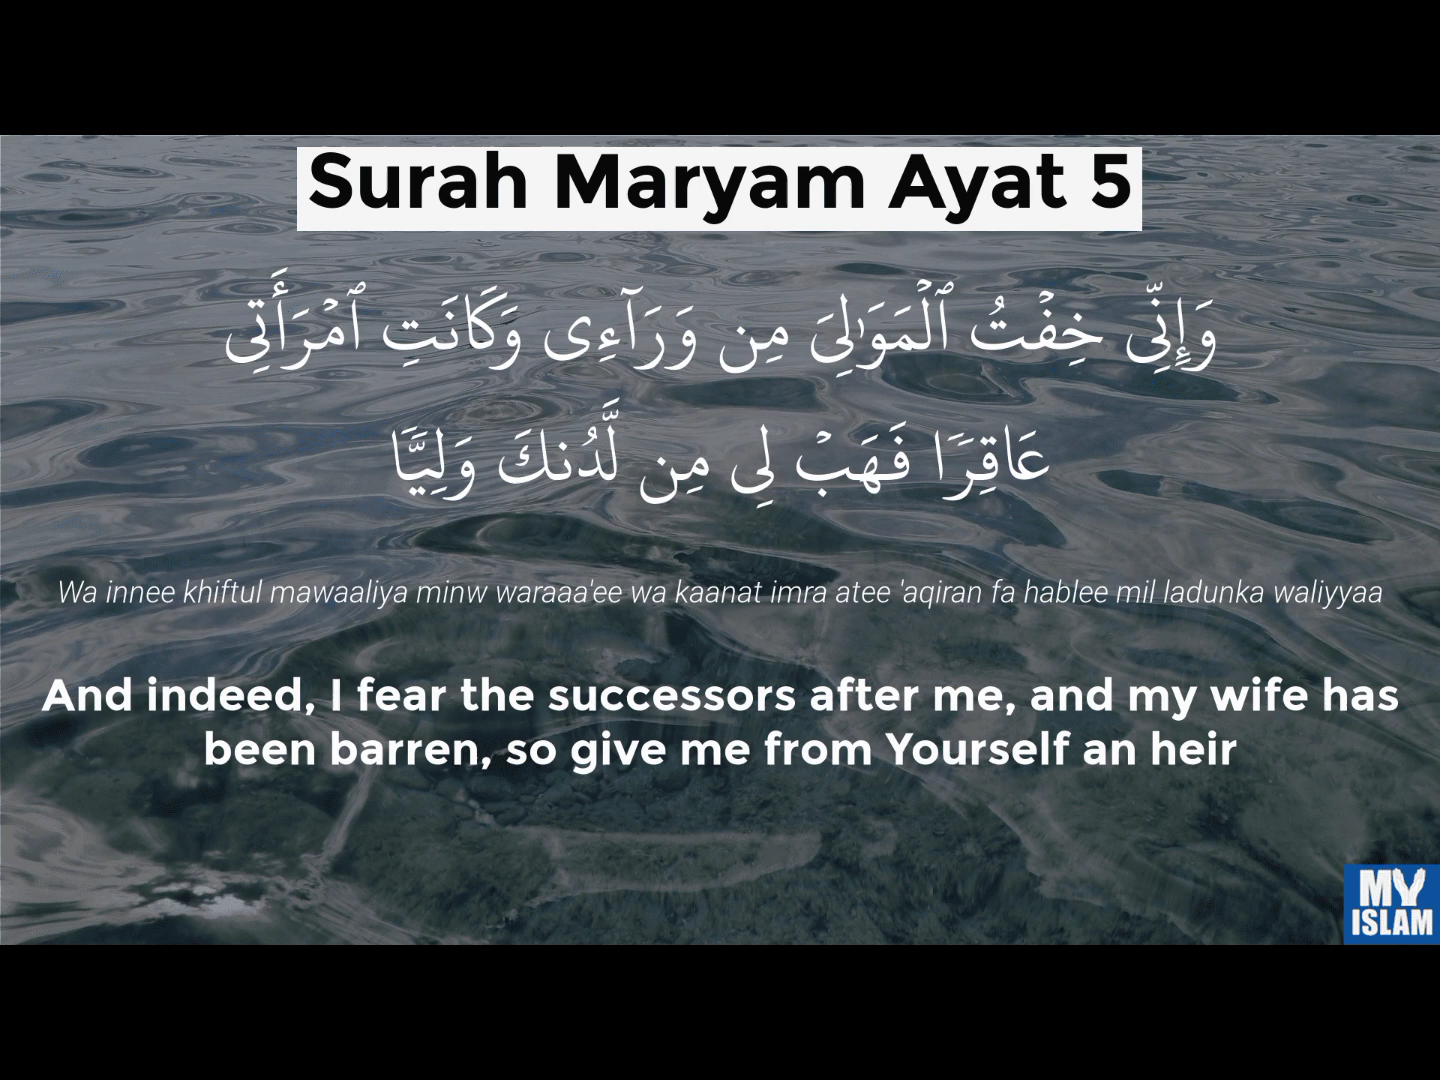 Surah Maryam Ayat 5
وَإِنِّى خِفْتُ ٱلْمَوَٰلِىَ مِن وَرَآءِى وَكَانَتِ ٱمْرَأَتِى
عَاقِرًا فَهَبْ لِى مِن لَّدُنكَ وَلِيًّا
Wa innee khiftul mawaaliya minw waraaa'ee wa kaanat imra atee 'aqiran fa hablee mil ladunka waliyyaa
And indeed, I fear the successors after me, and my wife has
been barren, so give me from Yourself an heir
MY
ISLAM